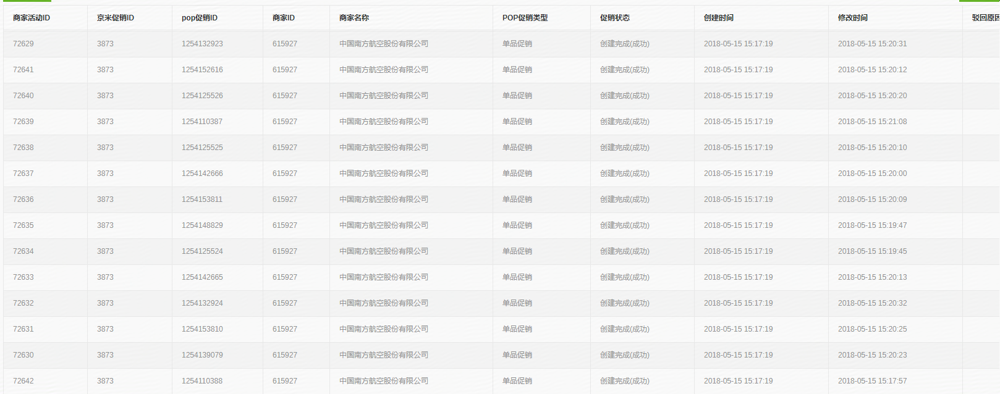 商家活动ID 京米促销ID pop促销ID 商家ID 商家名称 POP促销类型 促销状态 创建时间 修改时间 驳回原因
72629 3873 1254132923 615927 中国南方航空股份有限公司 单品促销 创建完成(成功) 2018-05-15 15:17:19 2018-05-15 15:20:31
72641 3873 1254152616 615927 中国南方航空股份有限公司 单品促销 创建完成(成功) 2018-05-15 15:17:19 2018-05-15 15:20:12
72640 3873 1254125526 615927 中国南方航空股份有限公司 单品促销 创建完成(成功) 2018-05-15 15:17:19 2018-05-15 15:20:20
72639 3873 1254110387 615927 中国南方航空股份有限公司 单品促销 创建完成(成功) 2018-05-15 15:17:19 2018-05-15 15:21:08
72638 3873 1254125525 615927 中国南方航空股份有限公司 单品促销 创建完成(成功) 2018-05-15 15:17:19 2018-05-15 15:20:10
72637 3873 1254142666 615927 中国南方航空股份有限公司 单品促销 创建完成(成功) 2018-05-15 15:17:19 2018-05-15 15:20:00
72636 3873 1254153811 615927 中国南方航空股份有限公司 单品促销 创建完成(成功) 2018-05-15 15:17:19 2018-05-15 15:20:09
72635 3873 1254148829 615927 中国南方航空股份有限公司 单品促销 创建完成(成功) 2018-05-15 15:17:19 2018-05-15 15:19:47
72634 3873 1254125524 615927 中国南方航空股份有限公司 单品促销 创建完成(成功) 2018-05-15 15:17:19 2018-05-15 15:19:45
72633 3873 1254142665 615927 中国南方航空股份有限公司 单品促销 创建完成(成功) 2018-05-15 15:17:19 2018-05-15 15:20:13
72632 3873 1254132924 615927 中国南方航空股份有限公司 单品促销 创建完成(成功) 2018-05-15 15:17:19 2018-05-15 15:20:32
72631 3873 1254153810 615927 中国南方航空股份有限公司 单品促销 创建完成(成功) 2018-05-15 15:17:19 2018-05-15 15:20:25
72630 3873 1254139079 615927 中国南方航空股份有限公司 单品促销 创建完成(成功) 2018-05-15 15:17:19 2018-05-15 15:20:23
72642 3873 1254110388 615927 中国南方航空股份有限公司 单品促销 创建完成(成功) 2018-05-15 15:17:19 2018-05-15 15:17:57